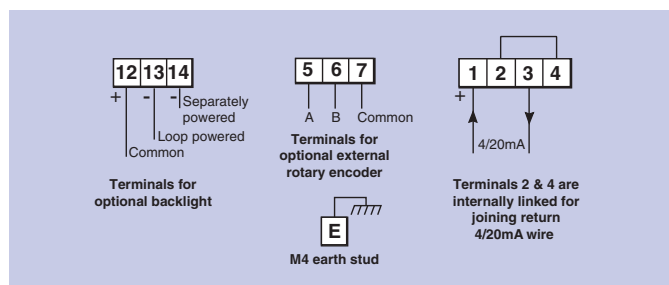 12 13 14
+ - -
Separately
powered
Loop powered
Common
Terminals for
optional backlight
5 6 7
A B Common
Terminals for
optional external
rotary encoder
E
M4 earth stud
1 2 3 4
+
4/20mA
Terminals 2 & 4 are
internally linked for
joining return
4/20mA wire